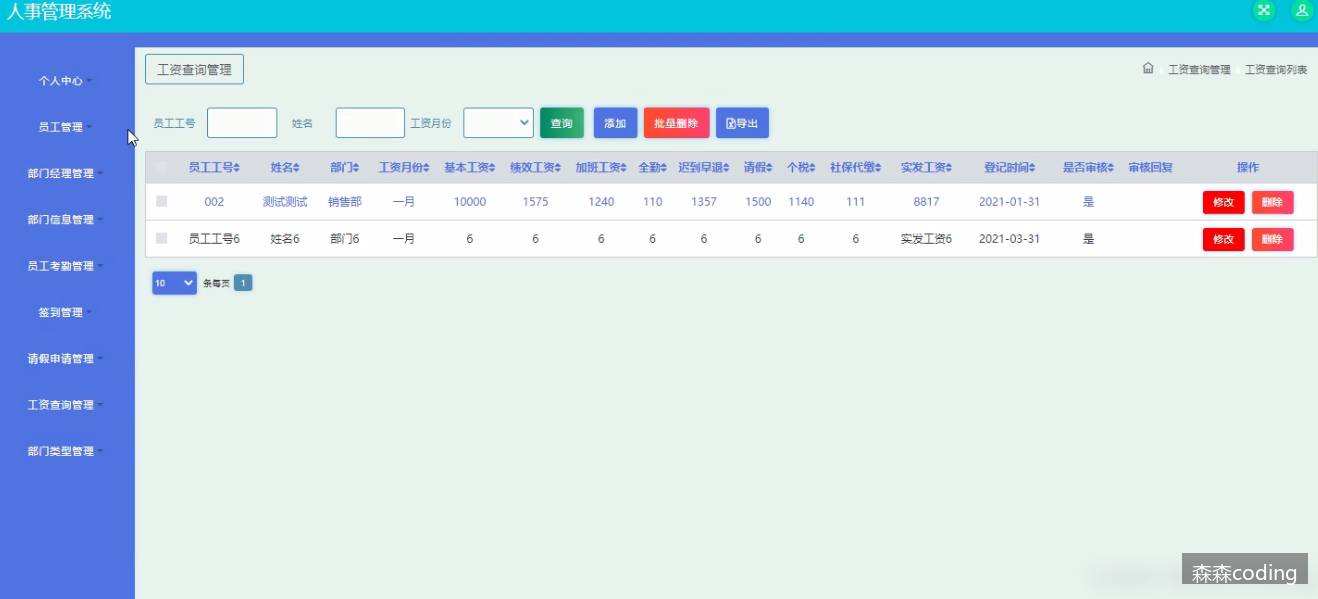 人事管理系统
个人中心
员工管理
部门经理管理
部门信息管理
员工考勤管理
签到管理
请假申请管理
工资查询管理
部门类型管理
工资查询管理
工资查询管理 工资查询列表
员工工号 姓名 工资月份 查询 添加 批量删除 导出
员工工号 姓名 部门 工资月份 基本工资 绩效工资 加班工资 全勤 迟到早退 请假 个税 社保代缴 实发工资 登记时间 是否审核 审核回复 操作
002 测试测试 销售部 一月 10000 1575 1240 110 1357 1500 1140 111 8817 2021-01-31 是 修改 删除
员工工号6 姓名6 部门6 一月 6 6 6 6 6 6 6 6 实发工资6 2021-03-31 是 修改 删除
10 条每页 1
森森coding